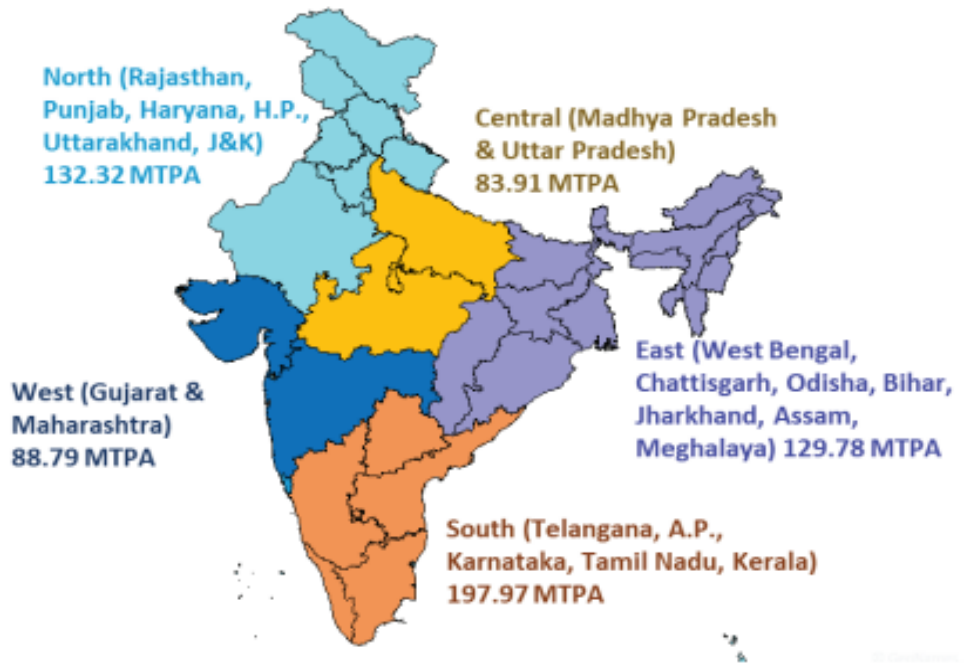 North (Rajasthan,
Punjab, Haryana, H.P.,
Uttarakhand, J&K)
132.32 MTPA
Central (Madhya Pradesh
& Uttar Pradesh)
83.91 MTPA
West (Gujarat &
Maharashtra)
88.79 MTPA
East (West Bengal,
Chattisgarh, Odisha, Bihar,
Jharkhand, Assam,
Meghalaya) 129.78 MTPA
South (Telangana, A.P.,
Karnataka, Tamil Nadu, Kerala)
197.97 MTPA